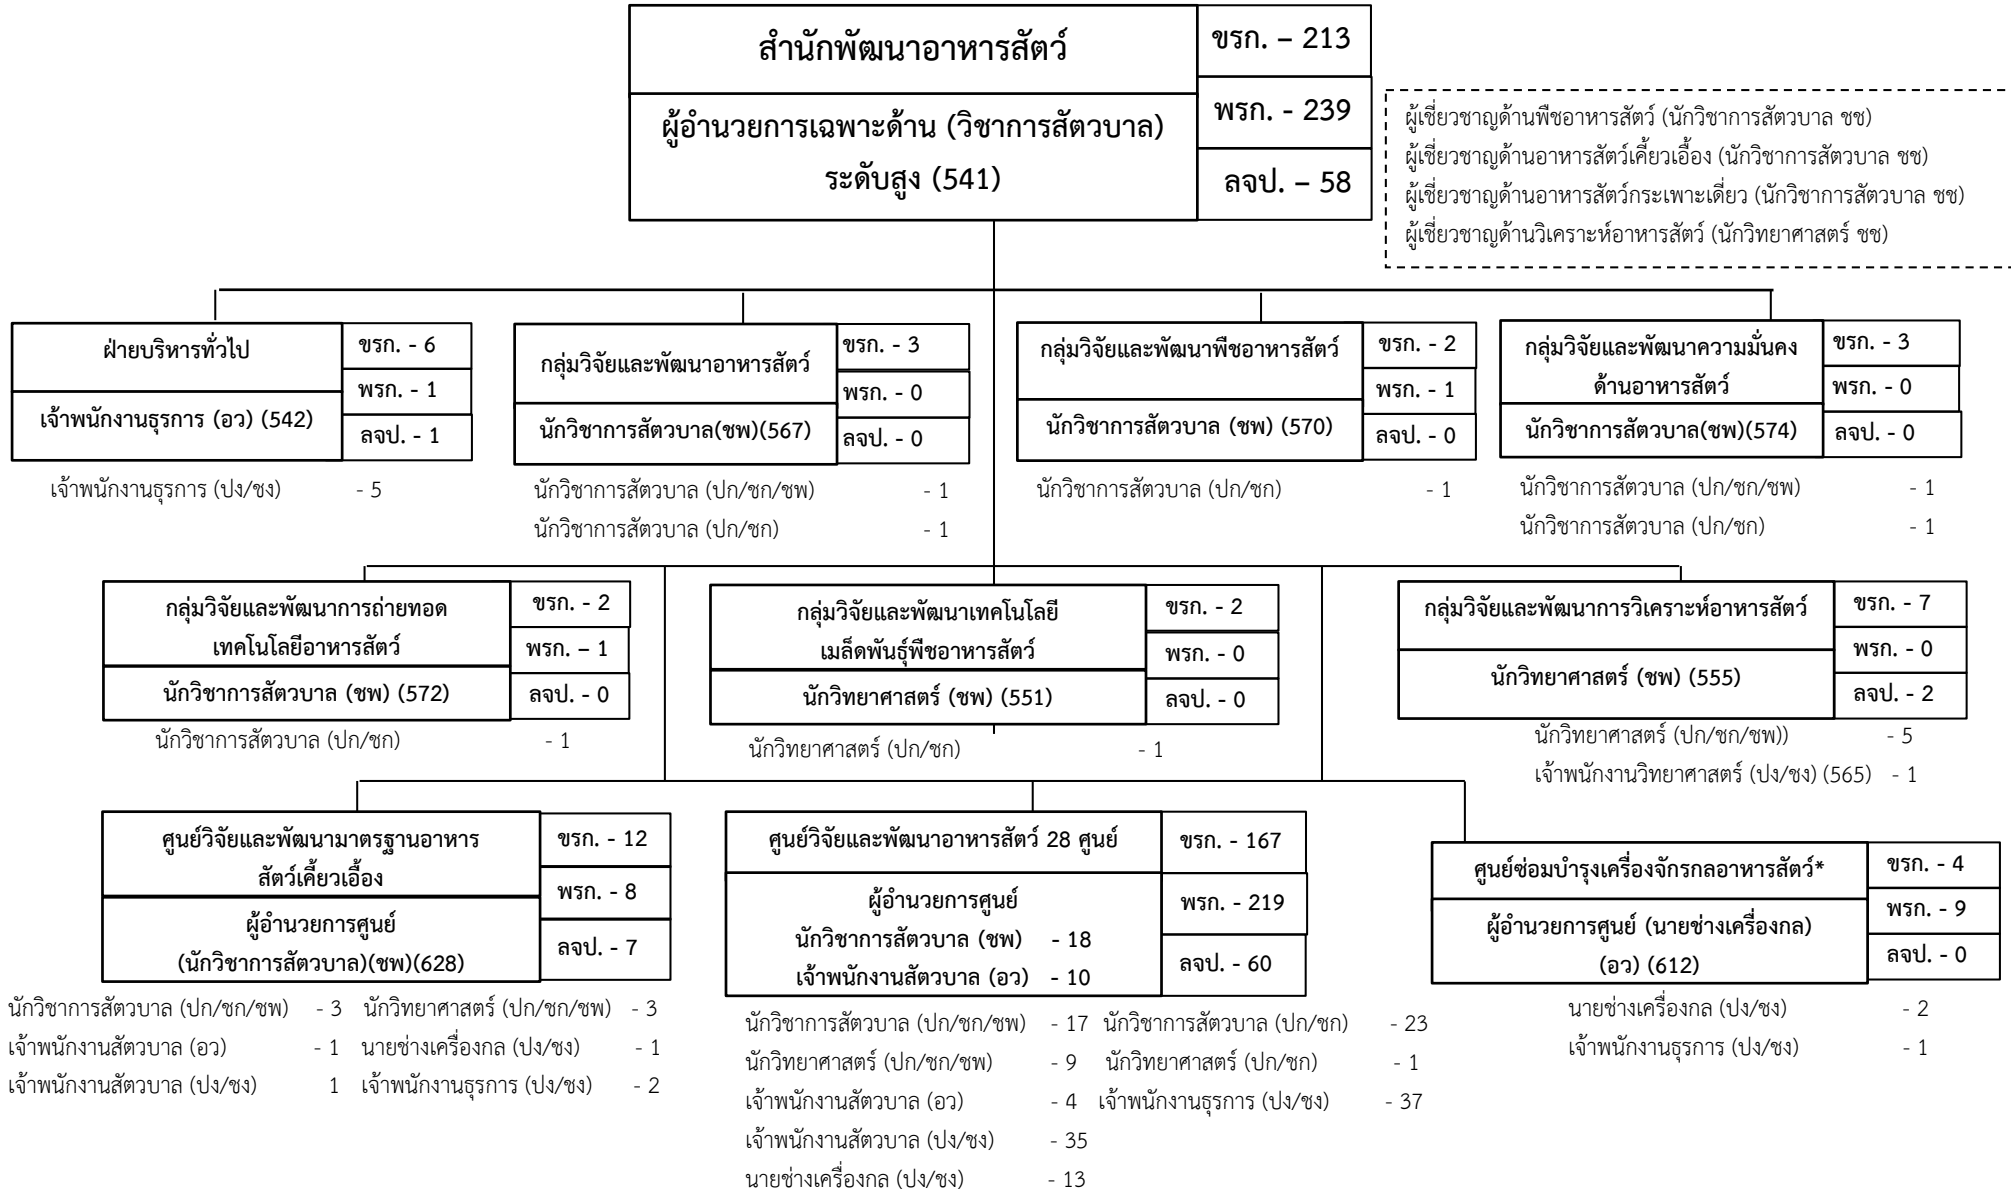 สำนักพัฒนาอาหารสัตว์
ขรก. – 213
ผู้อำนวยการเฉพาะด้าน (วิชาการสัตวบาล)
ระดับสูง (541)
พรก. - 239
ลจป. – 58
ผู้เชี่ยวชาญด้านพืชอาหารสัตว์ (นักวิชาการสัตวบาล ชช)
ผู้เชี่ยวชาญด้านอาหารสัตว์เคี้ยวเอื้อง (นักวิชาการสัตวบาล ชช)
ผู้เชี่ยวชาญด้านอาหารสัตว์กระเพาะเดี่ยว (นักวิชาการสัตวบาล ชช)
ผู้เชี่ยวชาญด้านวิเคราะห์อาหารสัตว์ (นักวิทยาศาสตร์ ชช)
ฝ่ายบริหารทั่วไป
ขรก. - 6
พรก. - 1
เจ้าพนักงานธุรการ (อว) (542)
ลจป. - 1
เจ้าพนักงานธุรการ (ปง/ชง) - 5
กลุ่มวิจัยและพัฒนาอาหารสัตว์
ขรก. - 3
พรก. - 0
นักวิชาการสัตวบาล(ชพ)(567)
ลจป. - 0
นักวิชาการสัตวบาล (ปก/ชก/ชพ) - 1
นักวิชาการสัตวบาล (ปก/ชก) - 1
กลุ่มวิจัยและพัฒนาพืชอาหารสัตว์
ขรก. - 2
พรก. - 1
นักวิชาการสัตวบาล (ชพ) (570)
ลจป. - 0
นักวิชาการสัตวบาล (ปก/ชก) - 1
กลุ่มวิจัยและพัฒนาความมั่นคง
ด้านอาหารสัตว์
ขรก. - 3
พรก. - 0
นักวิชาการสัตวบาล(ชพ)(574)
ลจป. - 0
นักวิชาการสัตวบาล (ปก/ชก/ชพ) - 1
นักวิชาการสัตวบาล (ปก/ชก) - 1
กลุ่มวิจัยและพัฒนาการถ่ายทอด
เทคโนโลยีอาหารสัตว์
ขรก. - 2
พรก. – 1
นักวิชาการสัตวบาล (ชพ) (572)
ลจป. - 0
นักวิชาการสัตวบาล (ปก/ชก) - 1
กลุ่มวิจัยและพัฒนาเทคโนโลยี
เมล็ดพันธุ์พืชอาหารสัตว์
ขรก. - 2
พรก. - 0
นักวิทยาศาสตร์ (ชพ) (551)
ลจป. - 0
นักวิทยาศาสตร์ (ปก/ชก) - 1
กลุ่มวิจัยและพัฒนาการวิเคราะห์อาหารสัตว์
ขรก. - 7
พรก. - 0
นักวิทยาศาสตร์ (ชพ) (555)
ลจป. - 2
นักวิทยาศาสตร์ (ปก/ชก/ชพ)) - 5
เจ้าพนักงานวิทยาศาสตร์ (ปง/ชง) (565) - 1
ศูนย์วิจัยและพัฒนามาตรฐานอาหาร
สัตว์เคี้ยวเอื้อง
ขรก. - 12
พรก. - 8
ผู้อำนวยการศูนย์
(นักวิชาการสัตวบาล)(ชพ)(628)
ลจป. - 7
นักวิชาการสัตวบาล (ปก/ชก/ชพ) - 3 นักวิทยาศาสตร์ (ปก/ชก/ชพ) - 3
เจ้าพนักงานสัตวบาล (อว) - 1 นายช่างเครื่องกล (ปง/ชง) - 1
เจ้าพนักงานสัตวบาล (ปง/ชง) 1 เจ้าพนักงานธุรการ (ปง/ชง) - 2
ศูนย์วิจัยและพัฒนาอาหารสัตว์ 28 ศูนย์
ขรก. - 167
ผู้อำนวยการศูนย์
นักวิชาการสัตวบาล (ชพ) - 18
เจ้าพนักงานสัตวบาล (อว) - 10
พรก. - 219
ลจป. - 60
นักวิชาการสัตวบาล (ปก/ชก/ชพ) - 17 นักวิชาการสัตวบาล (ปก/ชก) - 23
นักวิทยาศาสตร์ (ปก/ชก/ชพ) - 9 นักวิทยาศาสตร์ (ปก/ชก) - 1
เจ้าพนักงานสัตวบาล (อว) - 4 เจ้าพนักงานธุรการ (ปง/ชง) - 37
เจ้าพนักงานสัตวบาล (ปง/ชง) - 35
นายช่างเครื่องกล (ปง/ชง) - 13
ศูนย์ซ่อมบำรุงเครื่องจักรกลอาหารสัตว์*
ขรก. - 4
พรก. - 9
ผู้อำนวยการศูนย์ (นายช่างเครื่องกล)
(อว) (612)
ลจป. - 0
นายช่างเครื่องกล (ปง/ชง) - 2
เจ้าพนักงานธุรการ (ปง/ชง) - 1